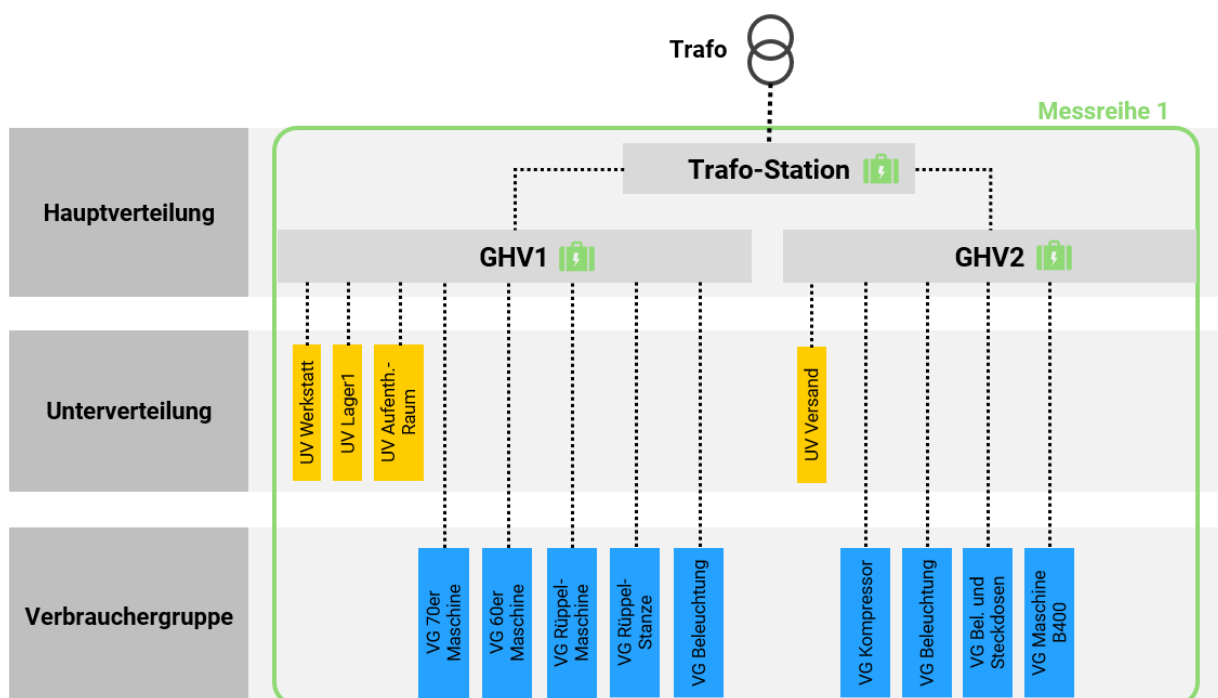 Trafo
Messreihe 1
Hauptverteilung
Trafo-Station
GHV1
GHV2
Unterverteilung
UV Werkstatt
UV Lager1
UV Aufenth.-
Raum
UV Versand
Verbrauchergruppe
VG 70er
Maschine
VG 60er
Maschine
VG Rüppel-
Maschine
VG Rüppel-
Stanze
VG Beleuchtung
VG Kompressor
VG Beleuchtung
VG Bel. und
Steckdosen
VG Maschine
B400